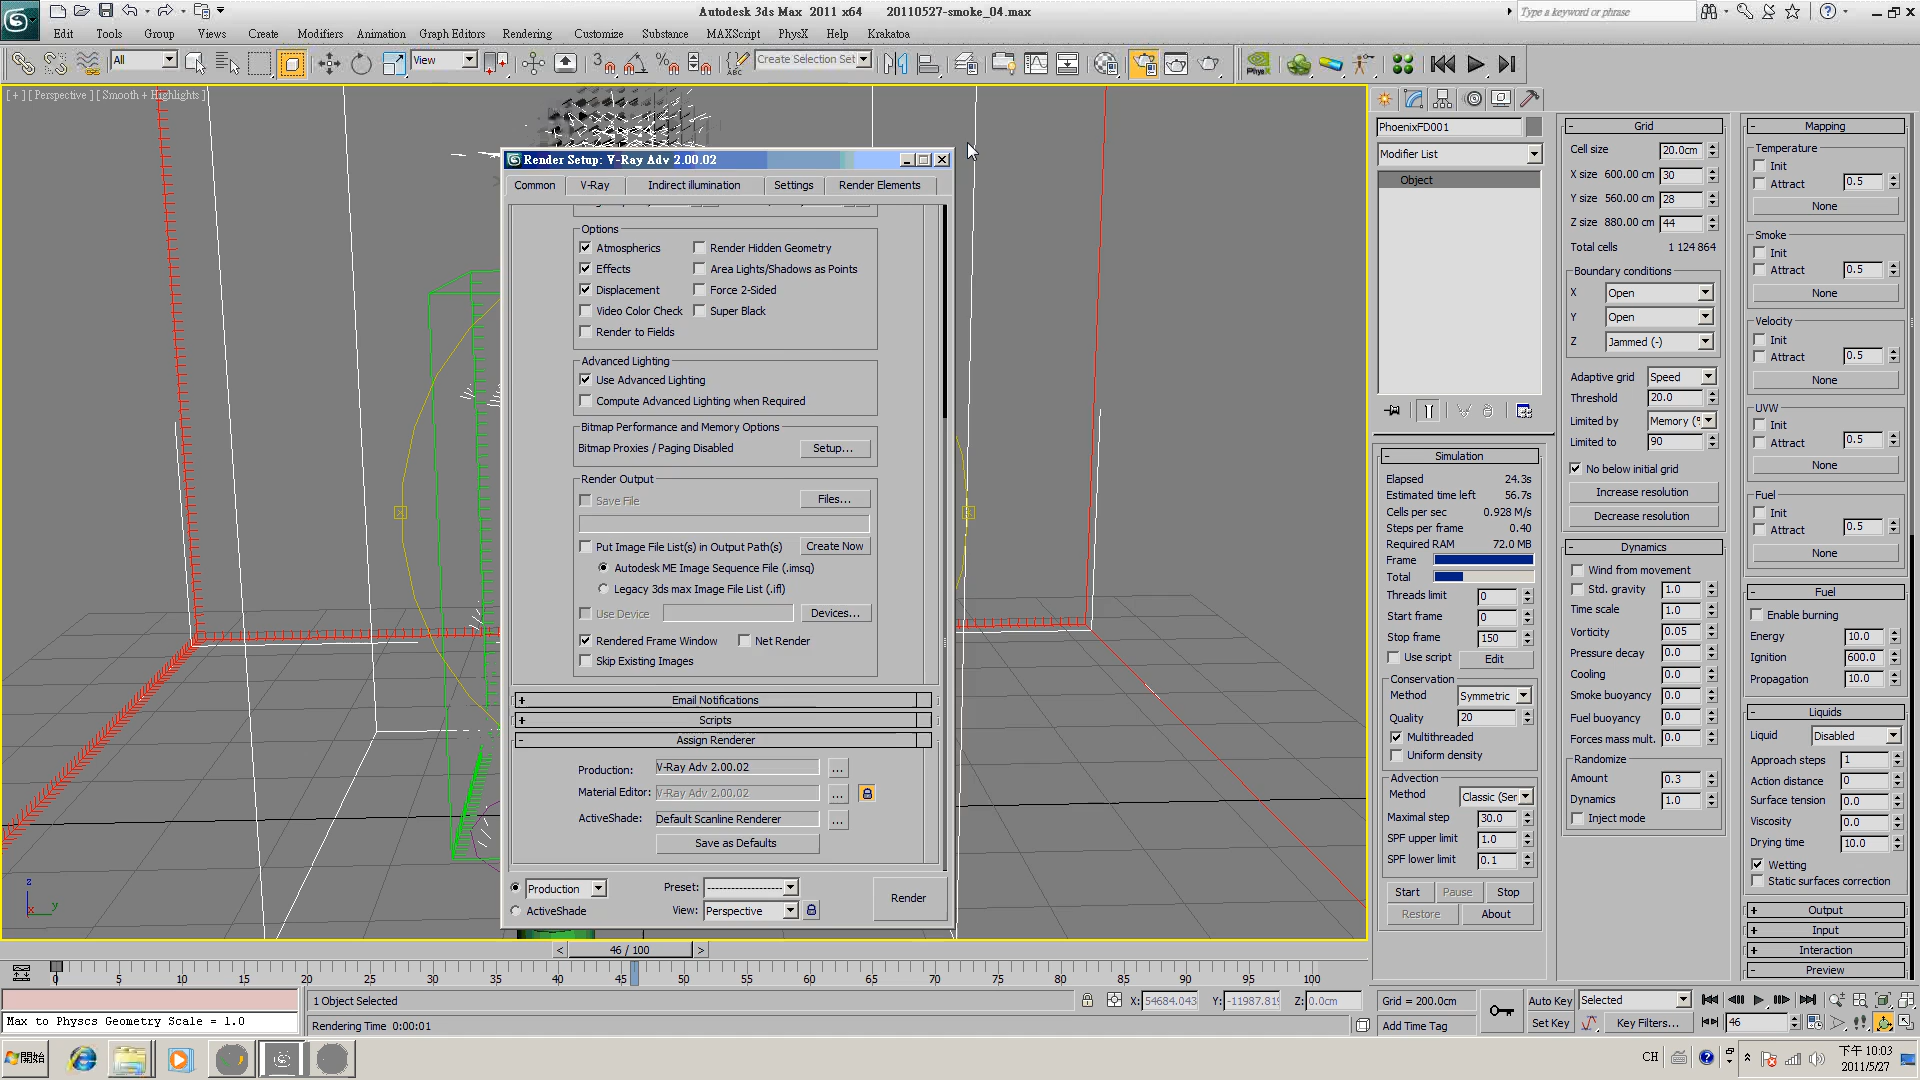 Autodesk 3ds Max 2011 x64 20110527-smoke_04.max
Type a keyword or phrase
Edit Tools Group Views Create Modifiers Animation Graph Editors Rendering Customize Substance MAXScript PhysX Help Krakatoa
All View Create Selection Set
[ + ] [ Perspective ] [ Smooth + Highlights ]
Render Setup: V-Ray Adv 2.00.02
Common V-Ray Indirect illumination Settings Render Elements
Options
Atmospherics Render Hidden Geometry
Effects Area Lights/Shadows as Points
Displacement Force 2-Sided
Video Color Check Super Black
Render to Fields
Advanced Lighting
Use Advanced Lighting
Compute Advanced Lighting when Required
Bitmap Performance and Memory Options
Bitmap Proxies / Paging Disabled Setup...
Render Output
Save File Files...
Put Image File List(s) in Output Path(s) Create Now
Autodesk ME Image Sequence File (.imsq)
Legacy 3ds max Image File List (.ifl)
Use Device Devices...
Rendered Frame Window Net Render
Skip Existing Images
+ Email Notifications
+ Scripts
- Assign Renderer
Production: V-Ray Adv 2.00.02 ...
Material Editor: V-Ray Adv 2.00.02 ...
ActiveShade: Default Scanline Renderer ...
Save as Defaults
Production Preset: --------------------
ActiveShade View: Perspective
Render
PhoenixFD001
Modifier List
Object
- Simulation
Elapsed 24.3s
Estimated time left 56.7s
Cells per sec 0.928 M/s
Steps per frame 0.40
Required RAM 72.0 MB
Frame
Total
Threads limit 0
Start frame 0
Stop frame 150
Use script Edit
Conservation
Method Symmetric
Quality 20
Multithreaded
Uniform density
Advection
Method Classic (Ser
Maximal step 30.0
SPF upper limit 1.0
SPF lower limit 0.1
Start Pause Stop
Restore About
- Grid
Cell size 20.0cm
X size 600.00 cm 30
Y size 560.00 cm 28
Z size 880.00 cm 44
Total cells 1 124 864
Boundary conditions
X Open
Y Open
Z Jammed (-)
Adaptive grid Speed
Threshold 20.0
Limited by Memory (%
Limited to 90
No below initial grid
Increase resolution
Decrease resolution
- Dynamics
Wind from movement
Std. gravity 1.0
Time scale 1.0
Vorticity 0.05
Pressure decay 0.0
Cooling 0.0
Smoke buoyancy 0.0
Fuel buoyancy 0.0
Forces mass mult. 0.0
Randomize
Amount 0.3
Dynamics 1.0
Inject mode
- Mapping
Temperature
Init
Attract 0.5
None
Smoke
Init
Attract 0.5
None
Velocity
Init
Attract 0.5
None
UVW
Init
Attract 0.5
None
Fuel
Init
Attract 0.5
None
- Fuel
Enable burning
Energy 10.0
Ignition 600.0
Propagation 10.0
- Liquids
Liquid Disabled
Approach steps 1
Action distance 0
Surface tension 0.0
Viscosity 0.0
Drying time 10.0
Wetting
Static surfaces correction
+ Output
+ Input
+ Interaction
- Preview
z
x y
< 46 / 100 >
0 5 10 15 20 25 30 35 40 45 50 55 60 65 70 75 80 85 90 95 100
1 Object Selected X: 54684.043 Y: -11987.819 Z: 0.0cm Grid = 200.0cm Auto Key Selected
Max to Physcs Geometry Scale = 1.0 Rendering Time 0:00:01 Add Time Tag Set Key Key Filters... 46
開始 CH 下午 10:03
2011/5/27